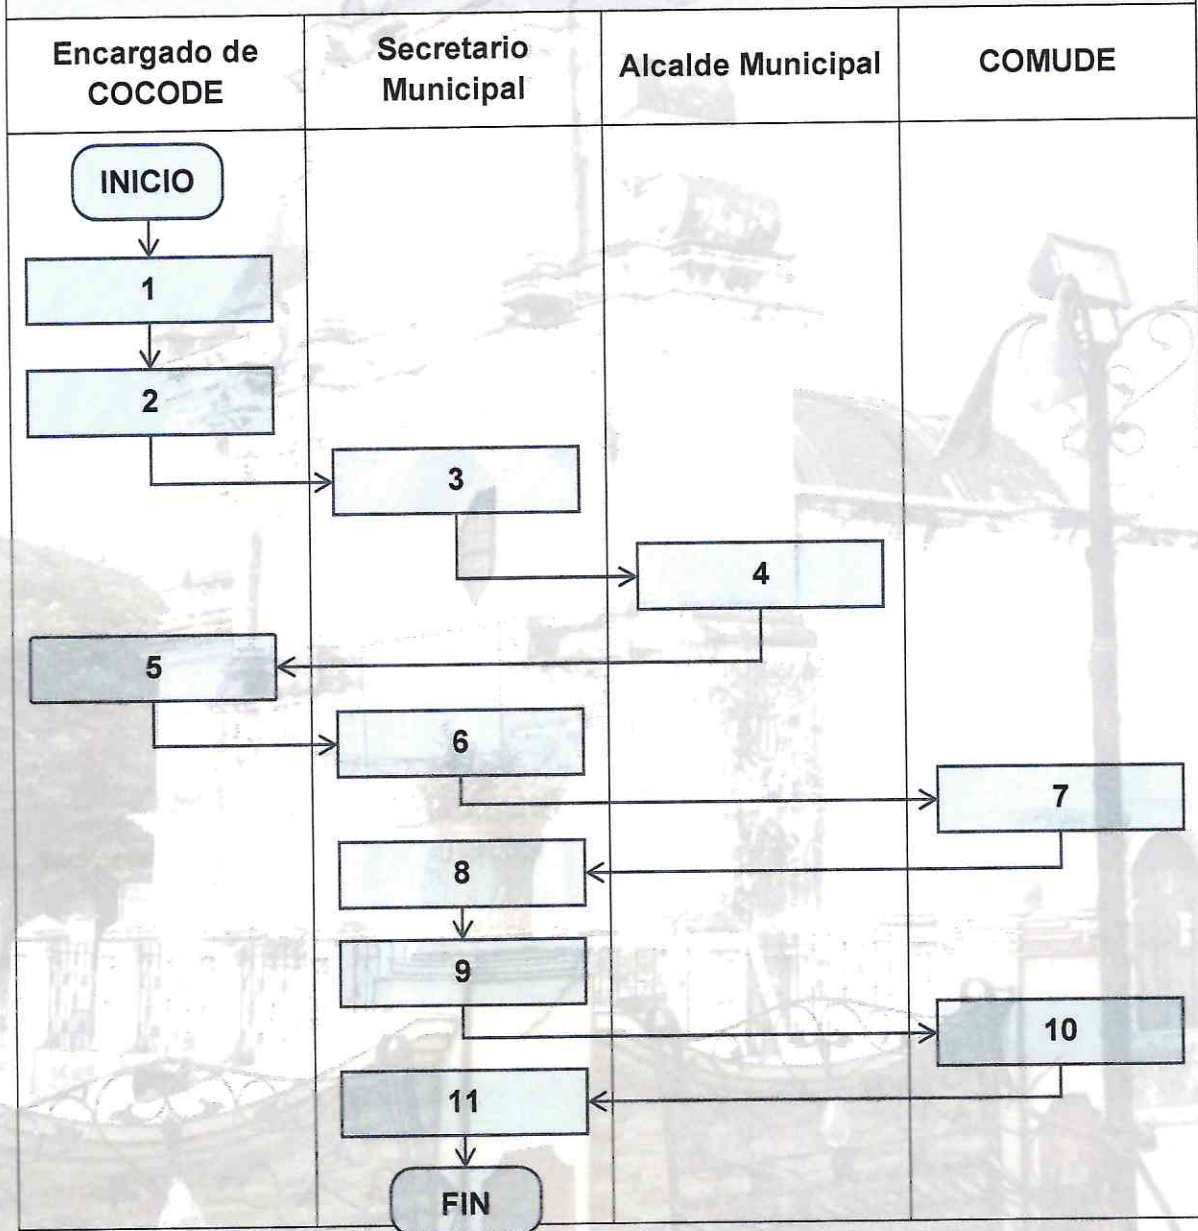 Encargado de
COCODE
Secretario
Municipal
Alcalde Municipal
COMUDE
INICIO
1
2
3
4
5
6
7
8
9
10
11
FIN